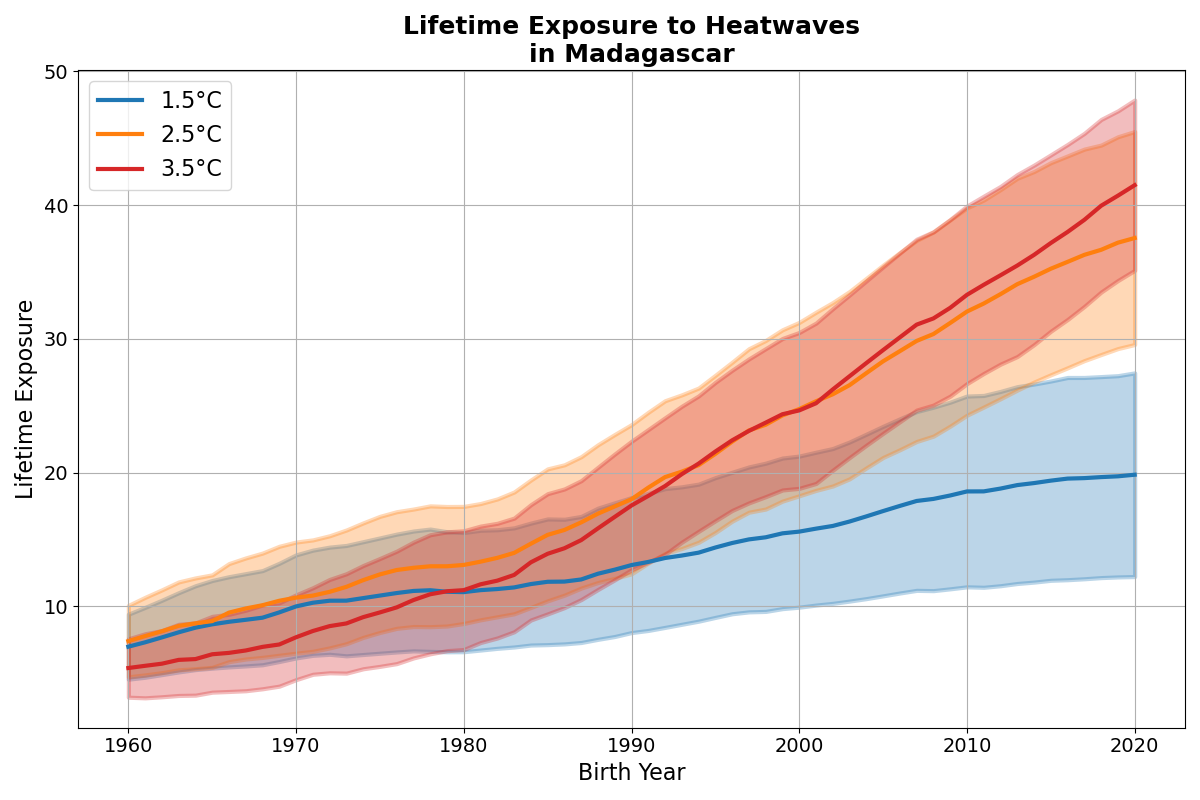 Lifetime Exposure to Heatwaves
in Madagascar
1.5°C
2.5°C
3.5°C
50
40
30
20
10
Lifetime Exposure
1960 1970 1980 1990 2000 2010 2020
Birth Year